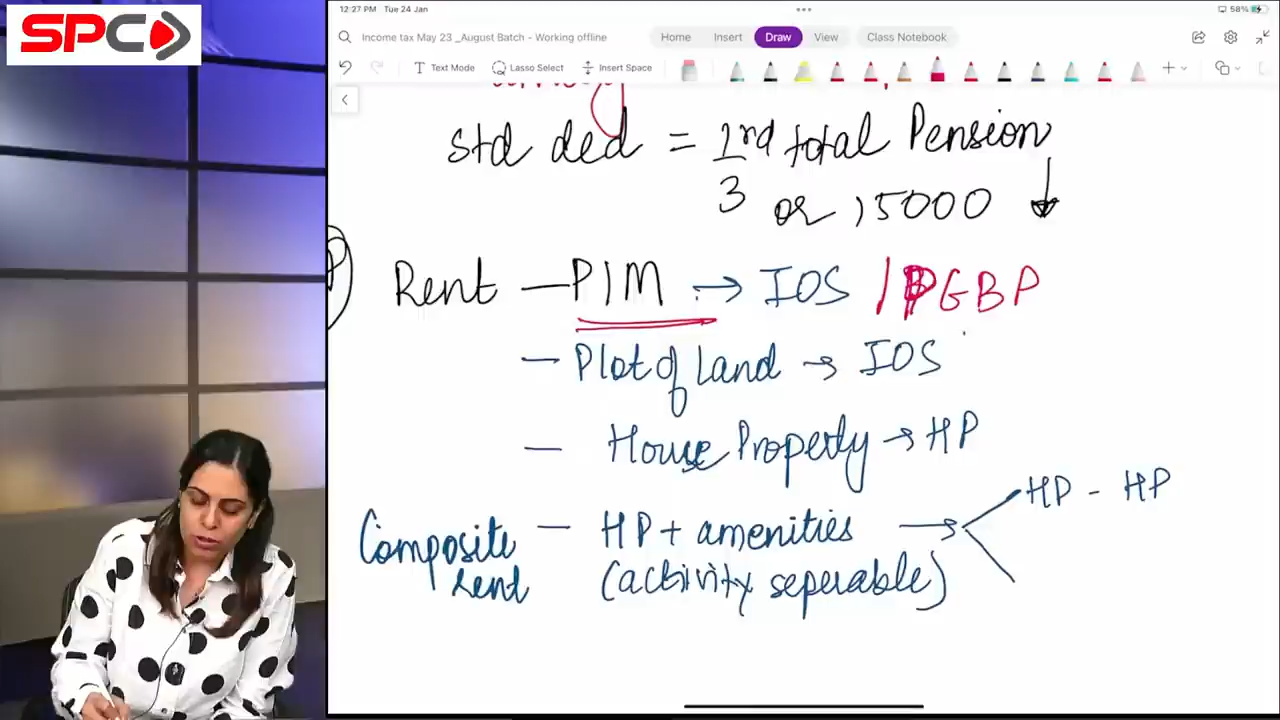 SPC
12:27 PM Tue 24 Jan
58%
Income tax May 23 _August Batch - Working offline
Home Insert Draw View Class Notebook
Text Mode Lasso Select Insert Space
Std ded = 1rd total Pension
3 or 15000 ↓
Rent — PIM → IOS / PGBP
— Plot of land → IOS
— House Property → HP
Composite — HP + amenities → HP - HP
rent (activity seperable)